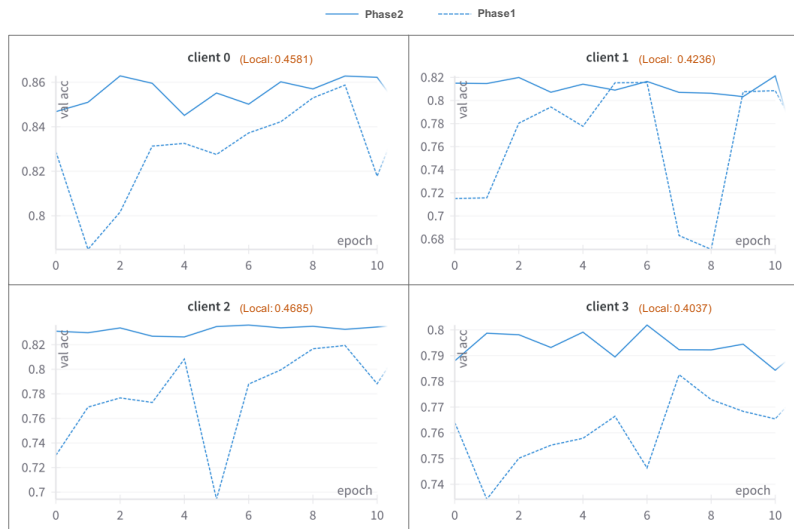 Phase2 Phase1
client 0 (Local: 0.4581)
val acc
0.86
0.84
0.82
0.8
epoch
0 2 4 6 8 10
client 1 (Local: 0.4236)
val acc
0.82
0.8
0.78
0.76
0.74
0.72
0.7
0.68
epoch
0 2 4 6 8 10
client 2 (Local: 0.4685)
val acc
0.82
0.8
0.78
0.76
0.74
0.72
0.7
epoch
0 2 4 6 8 10
client 3 (Local: 0.4037)
val acc
0.8
0.79
0.78
0.77
0.76
0.75
0.74
epoch
0 2 4 6 8 10